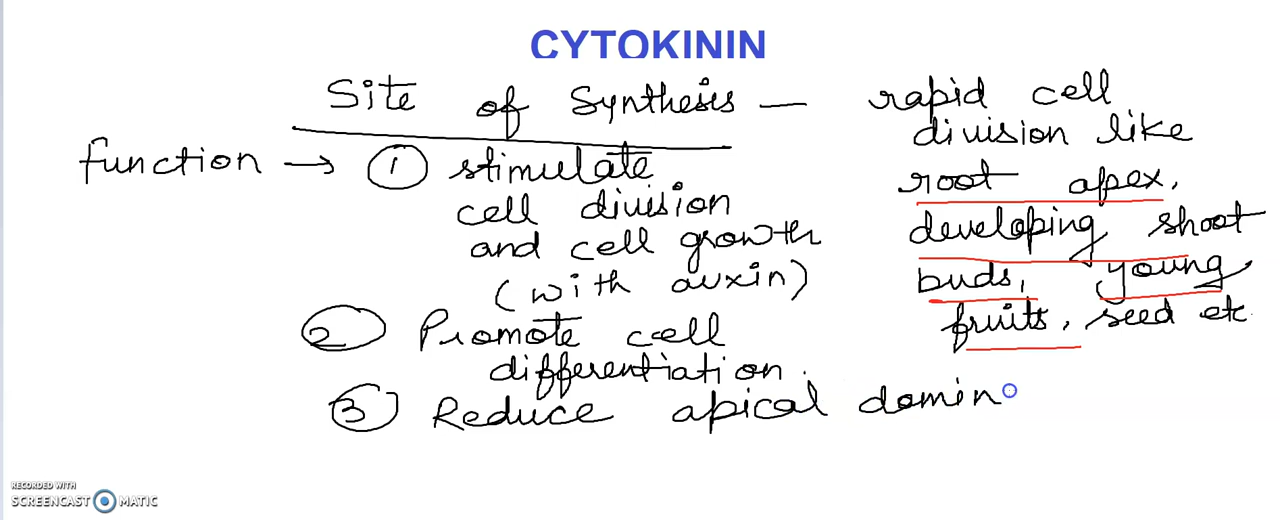 CYTOKININ
Site of Synthesis — rapid cell
division like
root apex,
developing shoot
buds, young
fruits, seed etc
function → ① stimulate
cell division
and cell growth
(with auxin)
② Promote cell
differentiation.
③ Reduce apical domin
RECORDED WITH
SCREENCAST MATIC